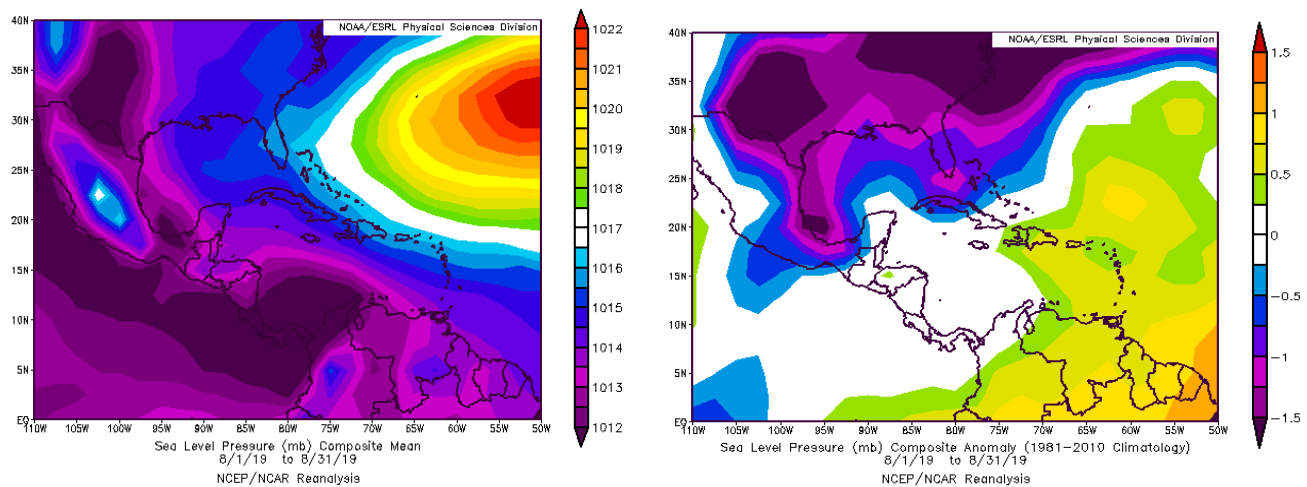 NOAA/ESRL Physical Sciences Division
40N
35N
30N
25N
20N
15N
10N
5N
EQ
110W 105W 100W 95W 90W 85W 80W 75W 70W 65W 60W 55W 50W
1022
1020
1019
1018
1017
1016
1015
1014
1013
1012
Sea Level Pressure (mb) Composite Mean
8/1/19 to 8/31/19
NCEP/NCAR Reanalysis
NOAA/ESRL Physical Sciences Division
40N
35N
30N
25N
20N
15N
10N
5N
EQ
110W 105W 100W 95W 90W 85W 80W 75W 70W 65W 60W 55W 50W
1.5
1
0.5
0
-0.5
-1
-1.5
Sea Level Pressure (mb) Composite Anomaly (1981-2010 Climatology)
8/1/19 to 8/31/19
NCEP/NCAR Reanalysis